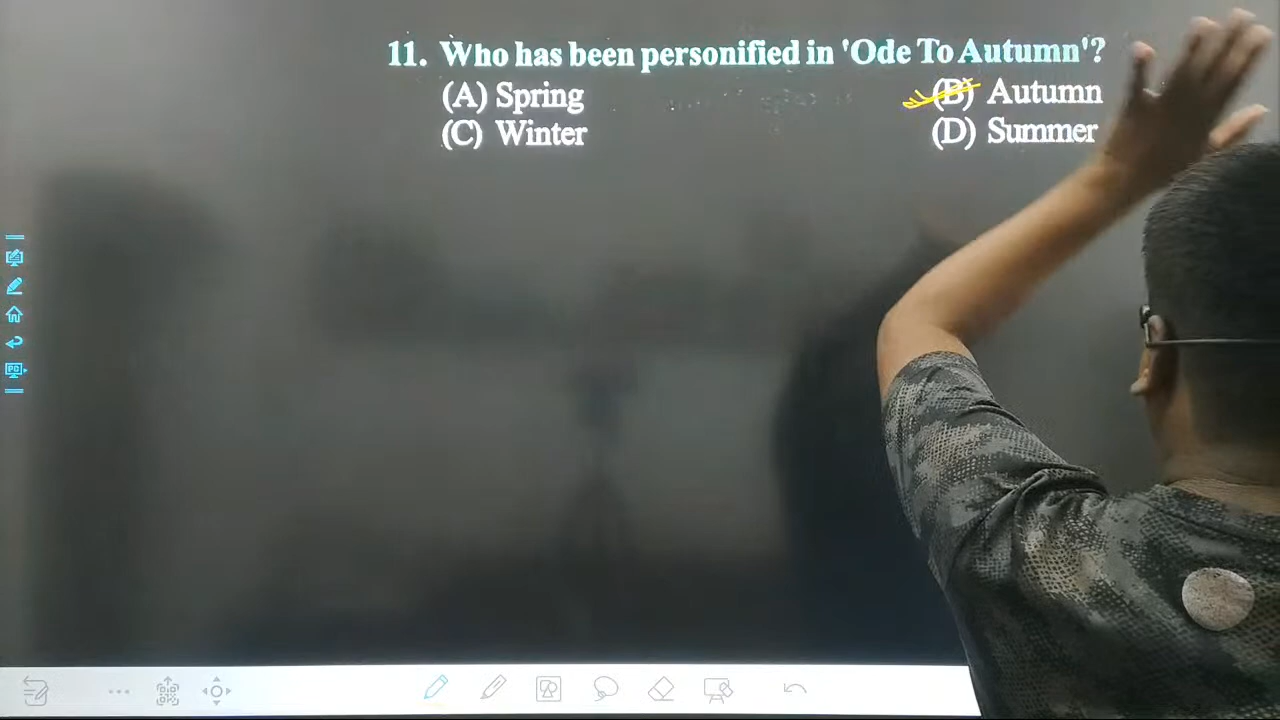 11. Who has been personified in 'Ode To Autumn'?
(A) Spring (B) Autumn
(C) Winter (D) Summer